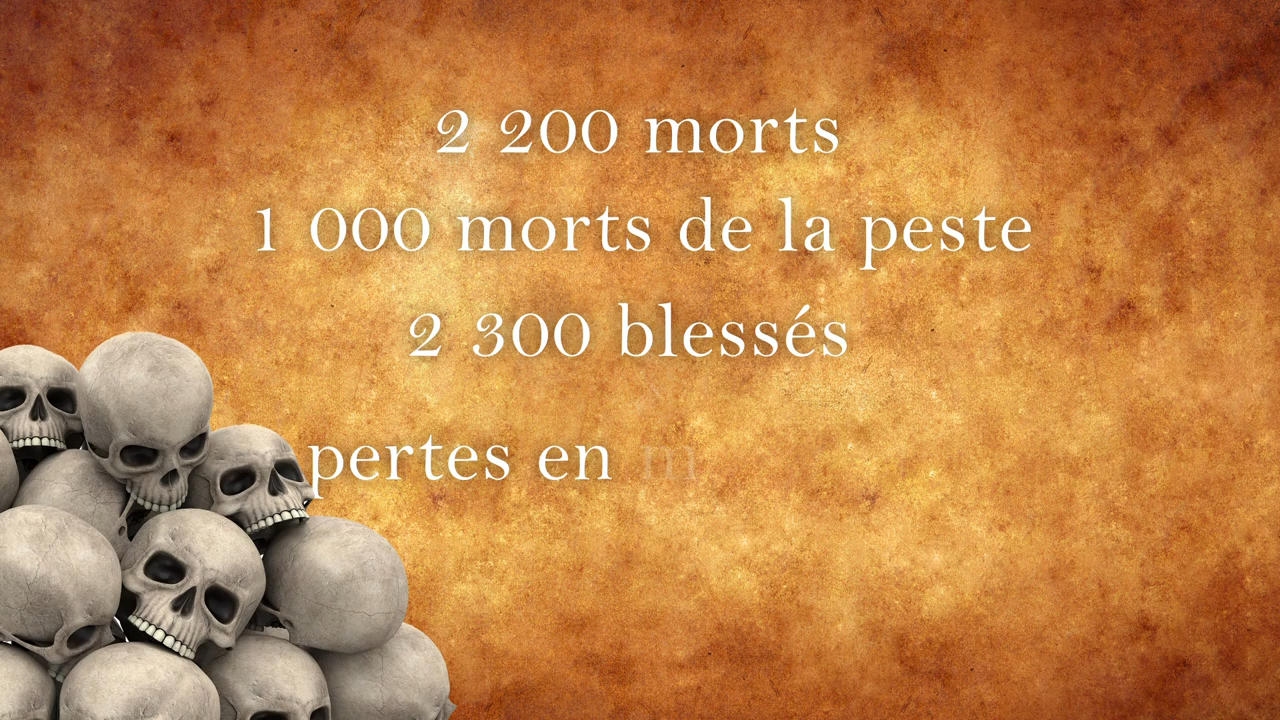 2 200 morts
1 000 morts de la peste
2 300 blessés
pertes en m